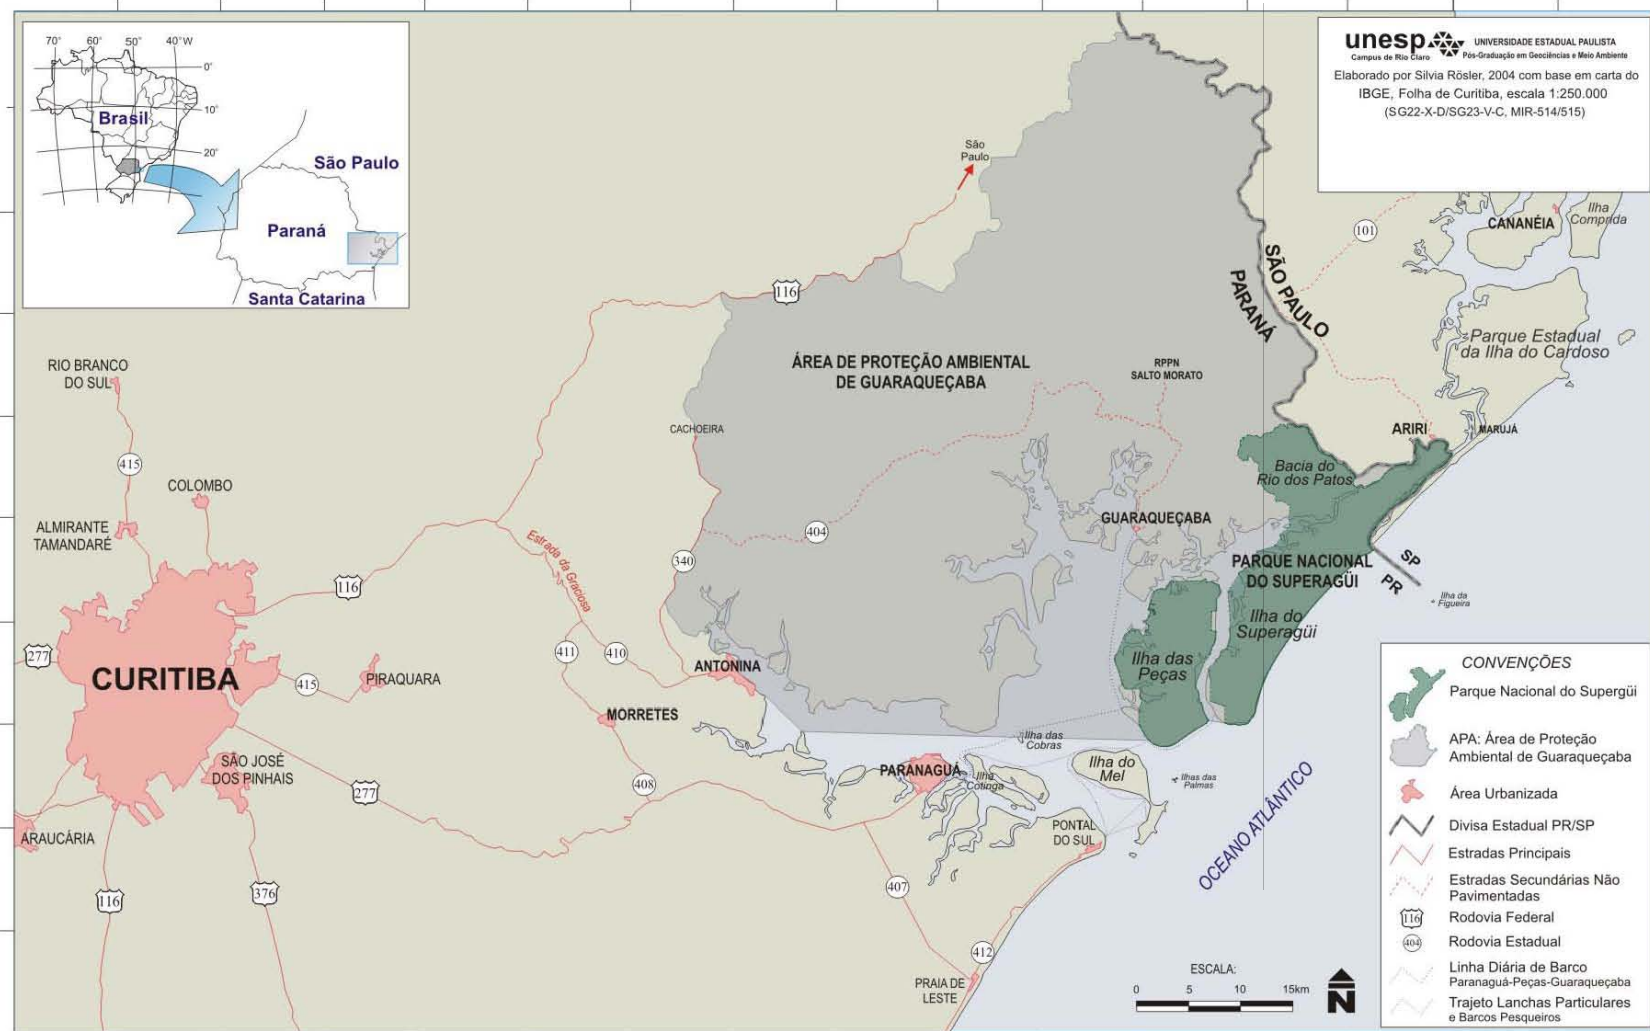 70°
60°
50°
40°W
0°
10°
20°
Brasil
São Paulo
Paraná
Santa Catarina
unesp
Campus de Rio Claro
UNIVERSIDADE ESTADUAL PAULISTA
Pós-Graduação em Geociências e Meio Ambiente
Elaborado por Silvia Rösler, 2004 com base em carta do
IBGE, Folha de Curitiba, escala 1:250.000
(SG22-X-D/SG23-V-C, MIR-514/515)
São
Paulo
101
CANANÉIA
Ilha
Comprida
SÃO PAULO
PARANÁ
116
Parque Estadual
da Ilha do Cardoso
RIO BRANCO
DO SUL
ÁREA DE PROTEÇÃO AMBIENTAL
DE GUARAQUEÇABA
RPPN
SALTO MORATO
CACHOEIRA
ARIRI
MARUJÁ
415
Bacia do
Rio dos Patos
COLOMBO
ALMIRANTE
TAMANDARÉ
Estrada da Graciosa
404
GUARAQUEÇABA
340
116
PARQUE NACIONAL
DO SUPERAGÜI
SP
PR
Ilha da
Figueira
Ilha do
Superagüi
277
CURITIBA
415
PIRAQUARA
411
410
ANTONINA
Ilha das
Peças
MORRETES
SÃO JOSÉ
DOS PINHAIS
277
408
PARANAGUÁ
Ilha
Cotinga
Ilha das
Cobras
Ilha do
Mel
Ilhas das
Palmas
OCEANO ATLÂNTICO
ARAUCÁRIA
PONTAL
DO SUL
116
376
407
412
PRAIA DE
LESTE
ESCALA:
0 5 10 15km
N
CONVENÇÕES
Parque Nacional do Supergüi
APA: Área de Proteção
Ambiental de Guaraqueçaba
Área Urbanizada
Divisa Estadual PR/SP
Estradas Principais
Estradas Secundárias Não
Pavimentadas
116 Rodovia Federal
404 Rodovia Estadual
Linha Diária de Barco
Paranaguá-Peças-Guaraqueçaba
Trajeto Lanchas Particulares
e Barcos Pesqueiros